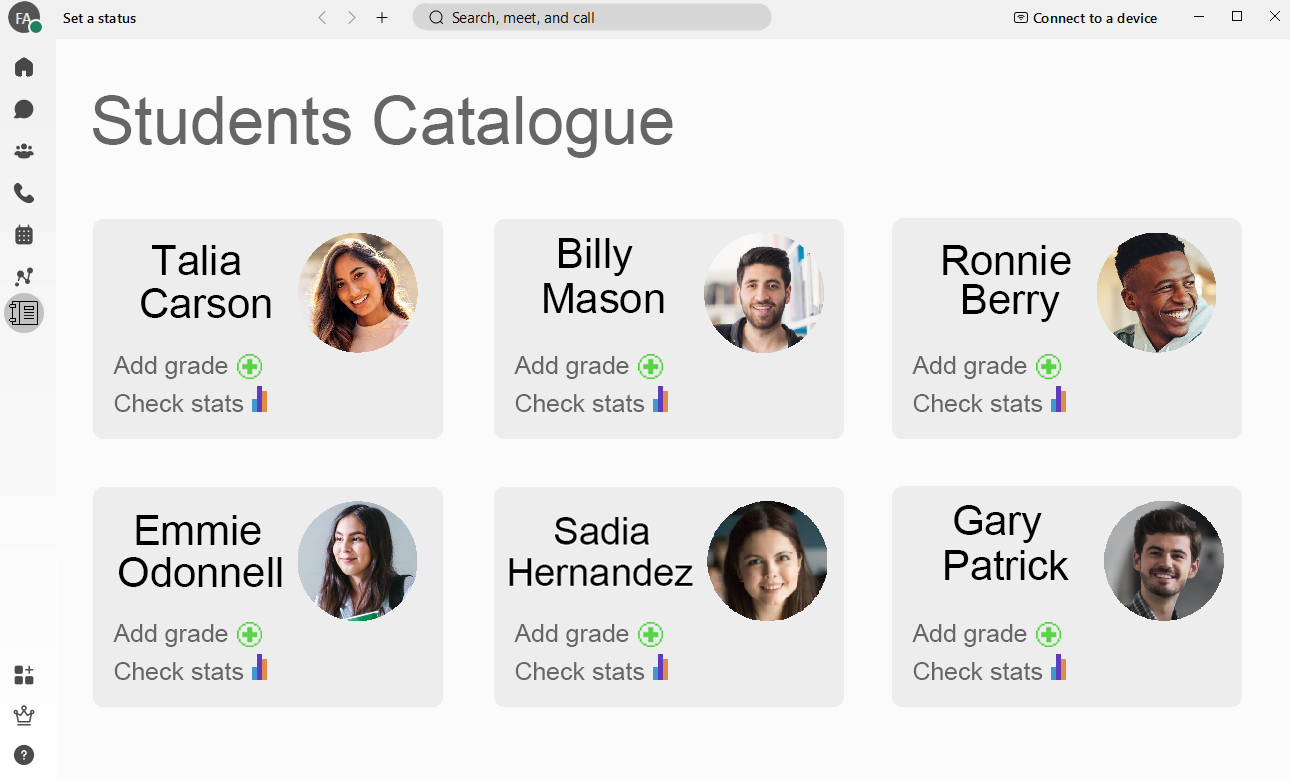 FA
Set a status
Search, meet, and call
Connect to a device
Students Catalogue
Talia
Carson
Add grade
Check stats
Billy
Mason
Add grade
Check stats
Ronnie
Berry
Add grade
Check stats
Emmie
Odonnell
Add grade
Check stats
Sadia
Hernandez
Add grade
Check stats
Gary
Patrick
Add grade
Check stats
?